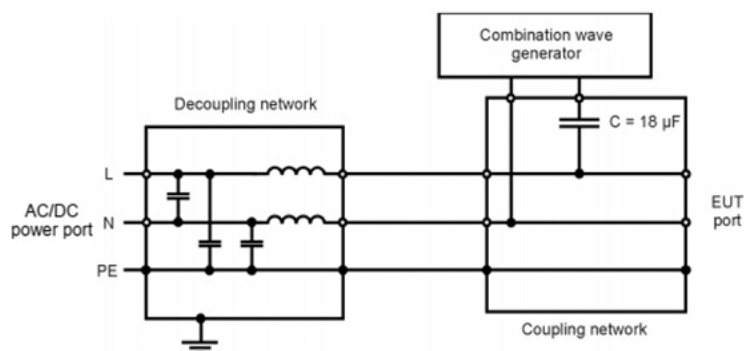 Combination wave
generator
Decoupling network
C = 18 µF
L
AC/DC
power port
N
EUT
port
PE
Coupling network